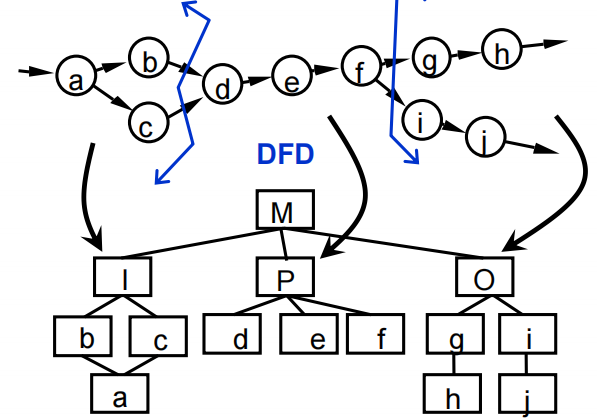 a b c d e f g h i j
DFD
M
I P O
b c d e f g i
a h j